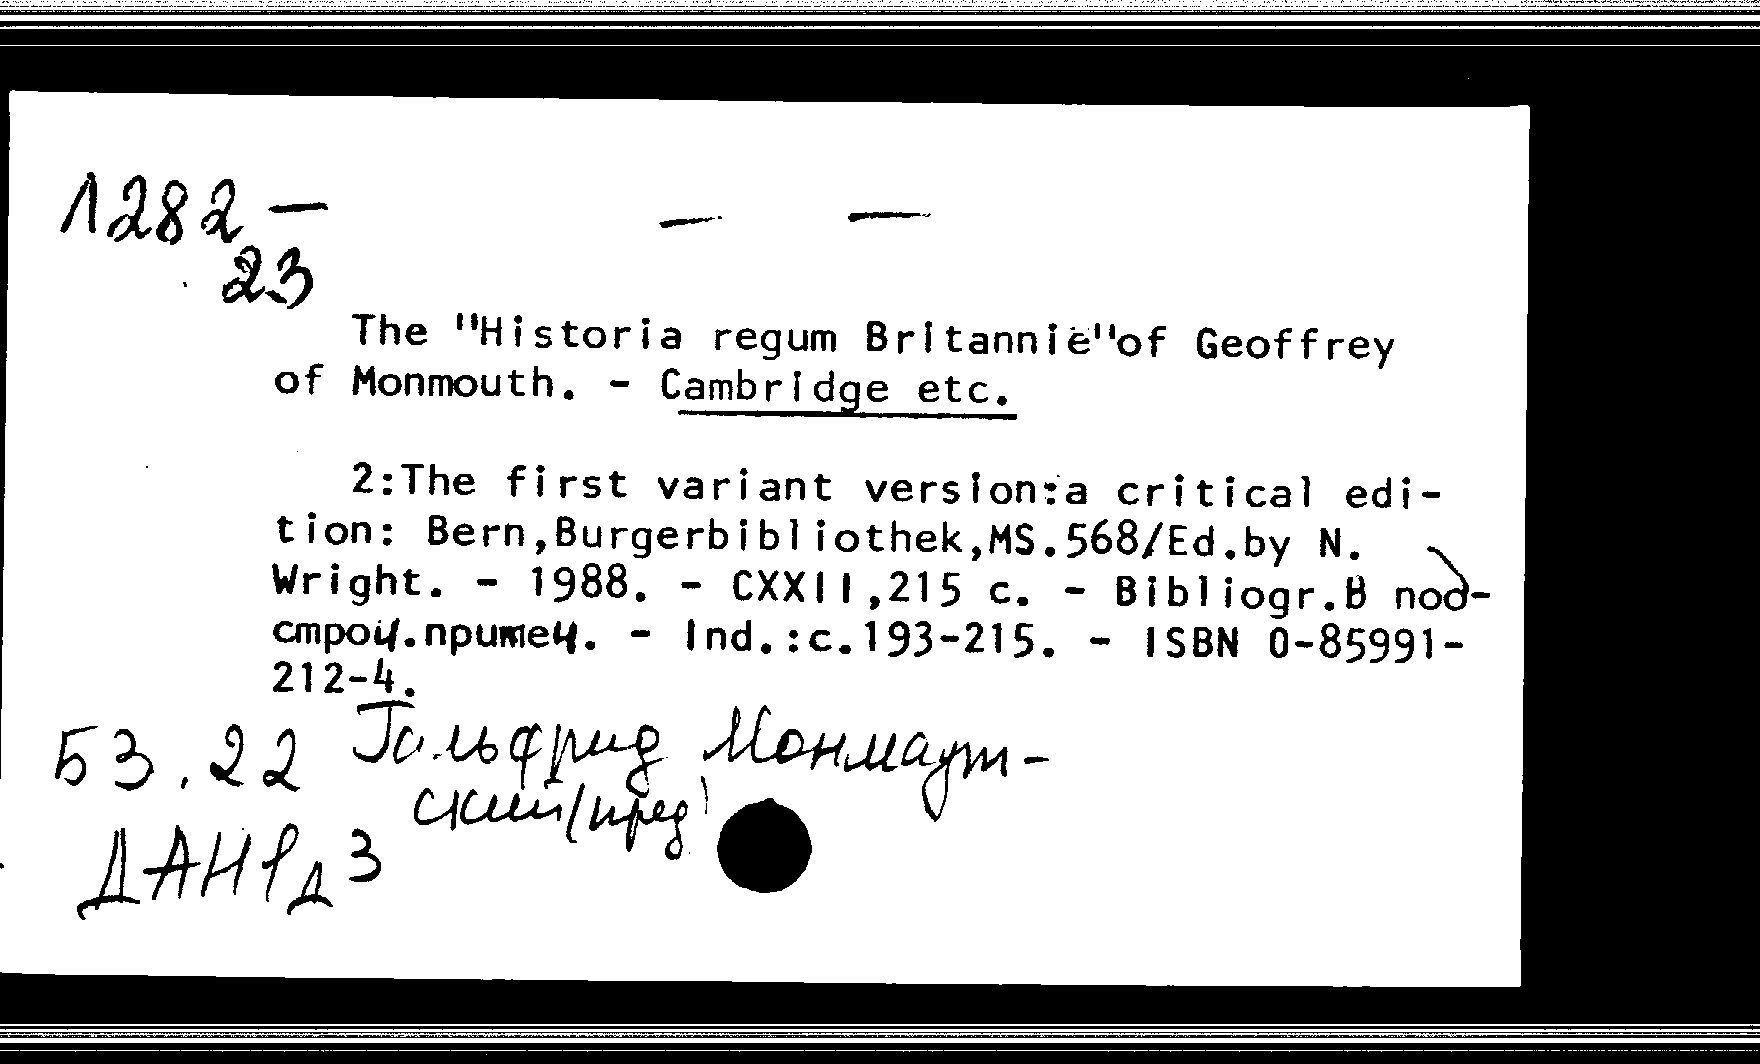 1282-
23
The "Historia regum Britannie"of Geoffrey
of Monmouth. - Cambridge etc.
2:The first variant version:a critical edi-
tion: Bern,Burgerbibliothek,MS.568/Ed.by N.
Wright. - 1988. - CXXII,215 c. - Bibliogr.В под-
строч.примеч. - Ind.:с.193-215. - ISBN 0-85991-
212-4.
Б3.22 Гальфрид Монмаут-
ский/пред